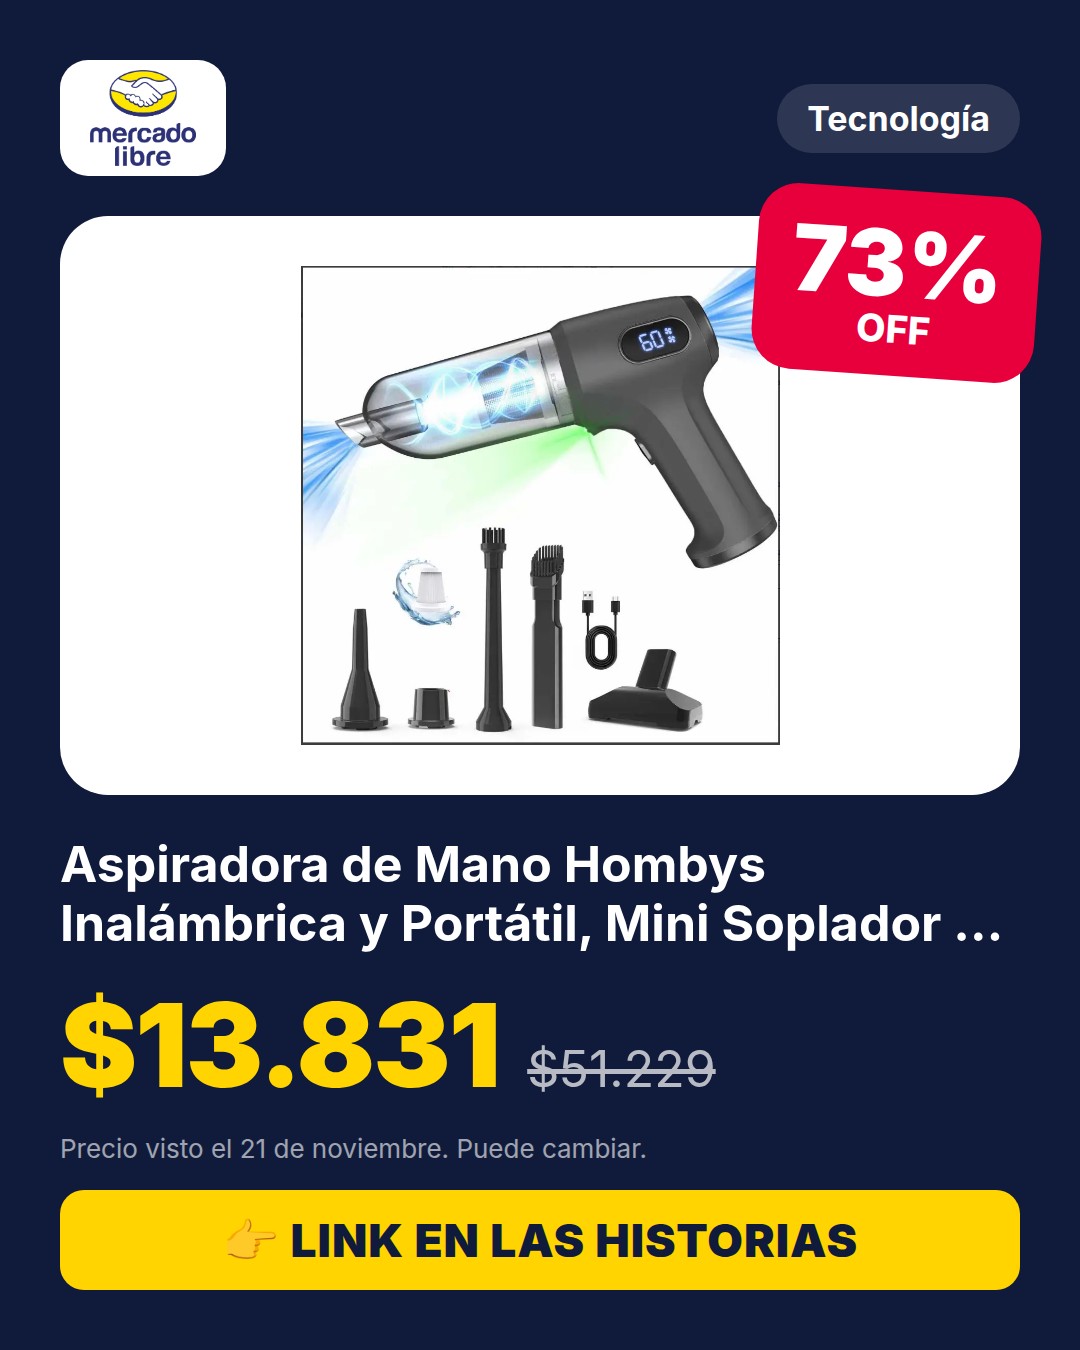 mercado
libre
Tecnología
73%
OFF
60
Aspiradora de Mano Hombys
Inalámbrica y Portátil, Mini Soplador ...
$13.831 $51.229
Precio visto el 21 de noviembre. Puede cambiar.
👉 LINK EN LAS HISTORIAS